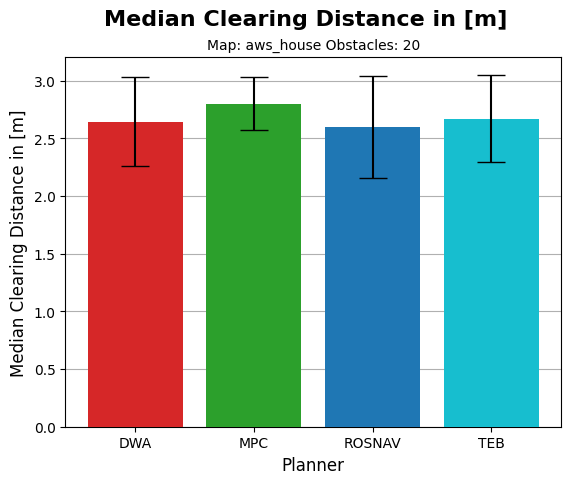 Median Clearing Distance in [m]
Map: aws_house Obstacles: 20
Median Clearing Distance in [m]
3.0
2.5
2.0
1.5
1.0
0.5
0.0
DWA MPC ROSNAV TEB
Planner